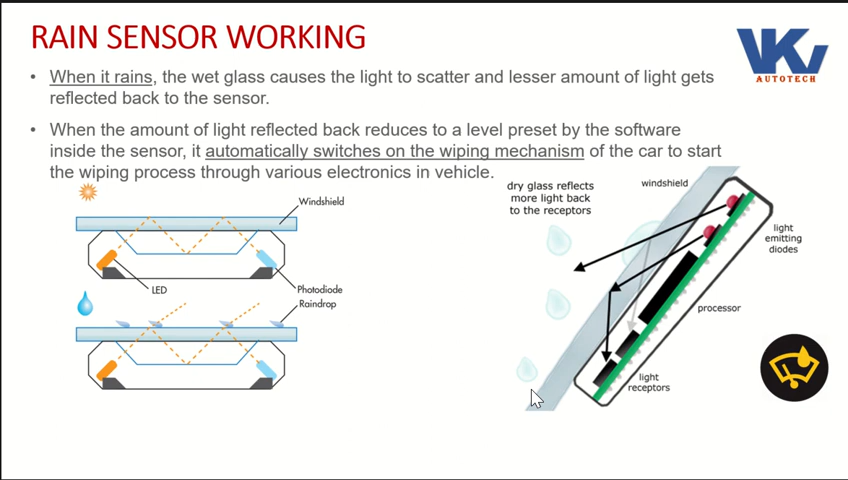 RAIN SENSOR WORKING
VKV
AUTOTECH
• When it rains, the wet glass causes the light to scatter and lesser amount of light gets
reflected back to the sensor.
• When the amount of light reflected back reduces to a level preset by the software
inside the sensor, it automatically switches on the wiping mechanism of the car to start
the wiping process through various electronics in vehicle.
Windshield
LED
Photodiode
Raindrop
dry glass reflects
more light back
to the receptors
windshield
light
emitting
diodes
processor
light
receptors